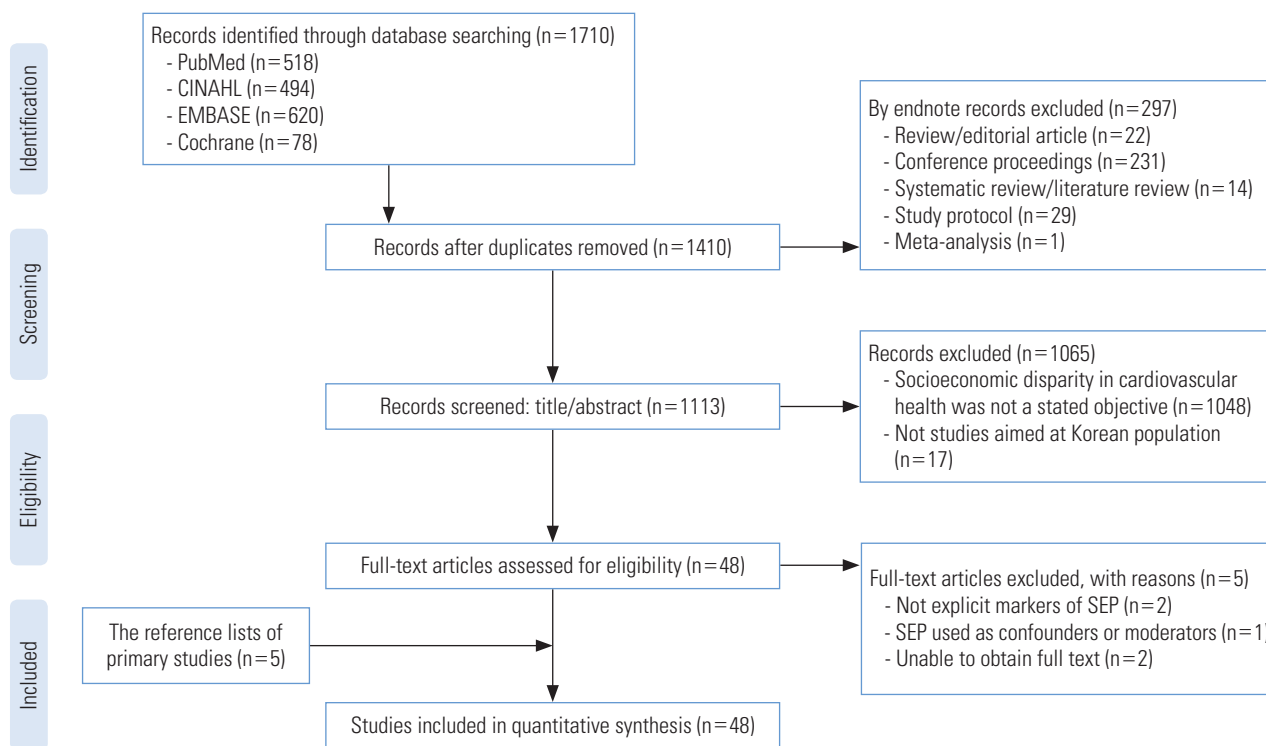 Identification
Records identified through database searching (n=1710)
- PubMed (n=518)
- CINAHL (n=494)
- EMBASE (n=620)
- Cochrane (n=78)
By endnote records excluded (n=297)
- Review/editorial article (n=22)
- Conference proceedings (n=231)
- Systematic review/literature review (n=14)
- Study protocol (n=29)
- Meta-analysis (n=1)
Screening
Records after duplicates removed (n=1410)
Records screened: title/abstract (n=1113)
Records excluded (n=1065)
- Socioeconomic disparity in cardiovascular
health was not a stated objective (n=1048)
- Not studies aimed at Korean population
(n=17)
Eligibility
Full-text articles assessed for eligibility (n=48)
Full-text articles excluded, with reasons (n=5)
- Not explicit markers of SEP (n=2)
- SEP used as confounders or moderators (n=1)
- Unable to obtain full text (n=2)
Included
The reference lists of
primary studies (n=5)
Studies included in quantitative synthesis (n=48)